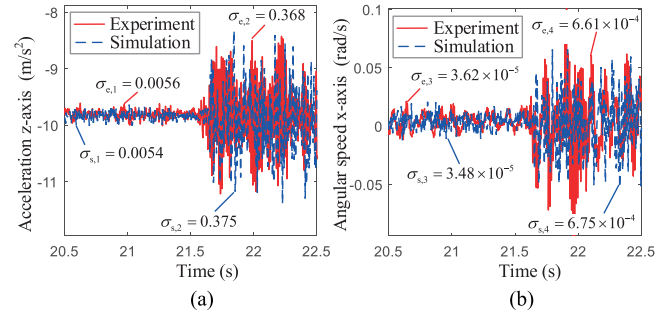 Experiment
Simulation
σe,2 = 0.368
σe,1 = 0.0056
σs,1 = 0.0054
σs,2 = 0.375
-8
-9
-10
-11
20.5
21
21.5
22
22.5
Acceleration z-axis (m/s²)
Time (s)
(a)
Experiment
Simulation
σe,4 = 6.61×10⁻⁴
σe,3 = 3.62×10⁻⁵
σs,3 = 3.48×10⁻⁵
σs,4 = 6.75×10⁻⁴
0.1
0.05
0
-0.05
20.5
21
21.5
22
22.5
Angular speed x-axis (rad/s)
Time (s)
(b)